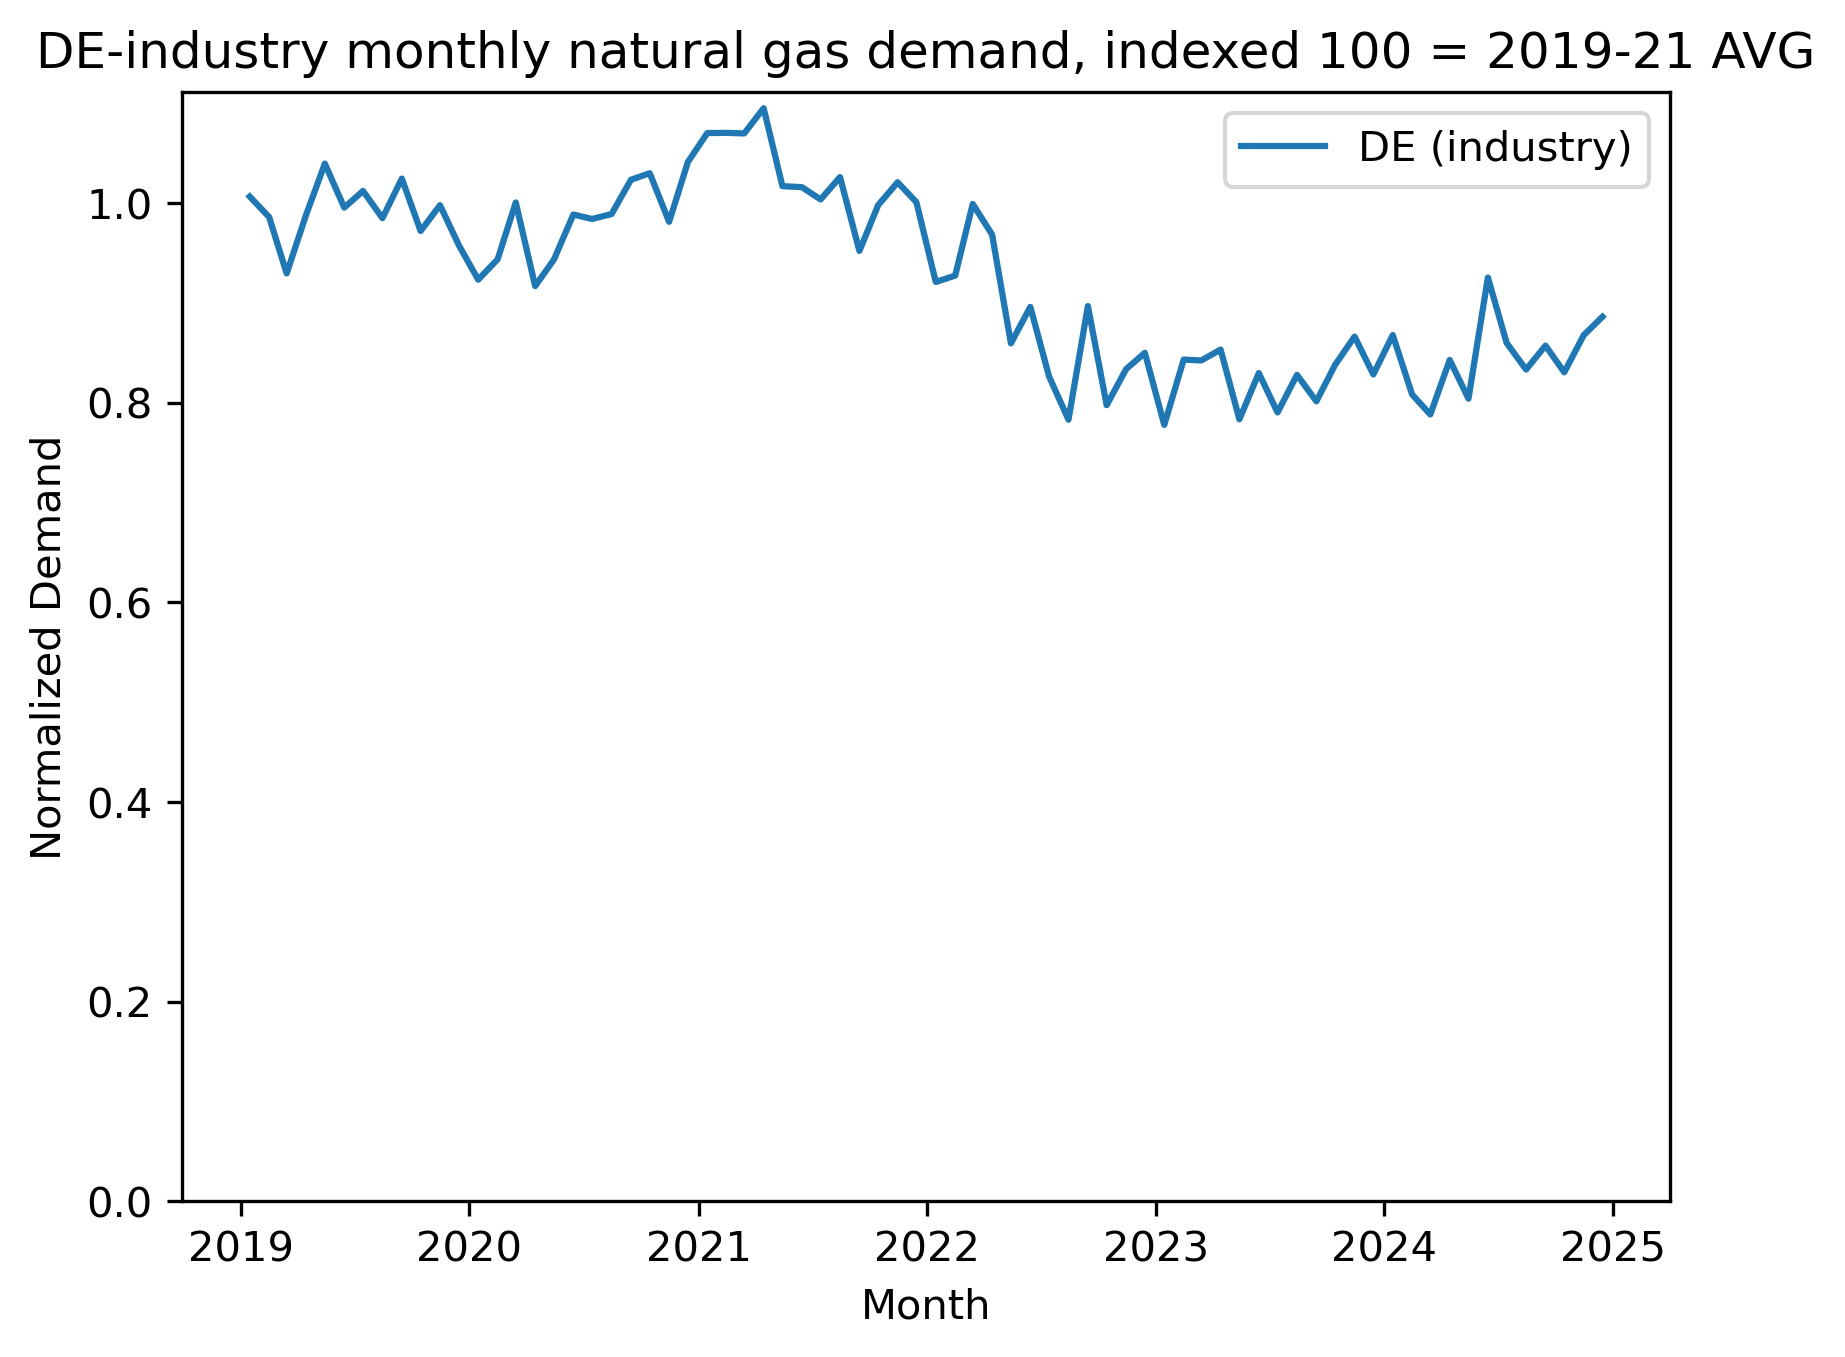 DE-industry monthly natural gas demand, indexed 100 = 2019-21 AVG
DE (industry)
Normalized Demand
1.0
0.8
0.6
0.4
0.2
0.0
2019 2020 2021 2022 2023 2024 2025
Month